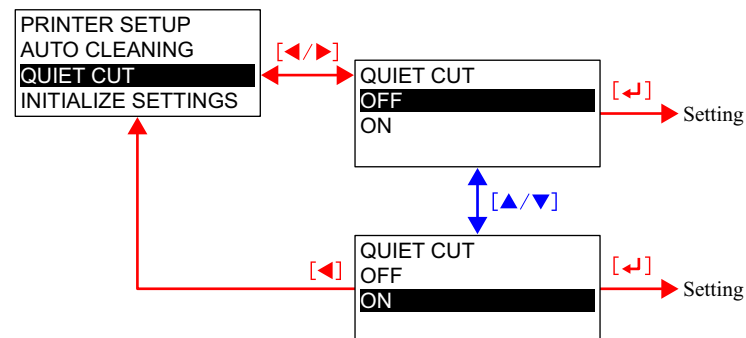 PRINTER SETUP
AUTO CLEANING
QUIET CUT
INITIALIZE SETTINGS
[◀/▶]
QUIET CUT
OFF
ON
[↵]
Setting
[▲/▼]
[◀]
QUIET CUT
OFF
ON
[↵]
Setting